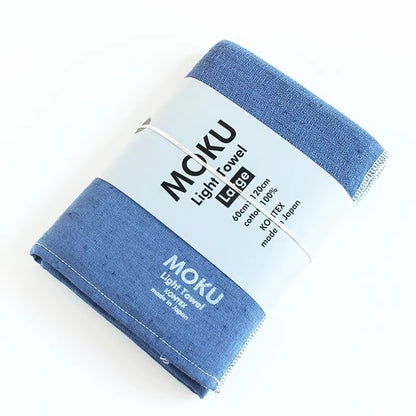 MOKU
Light Towel
Large
60cm 120cm
cotton 100%
KONTEX
made in Japan
MOKU
Light Towel
KONTEX
made in Japan